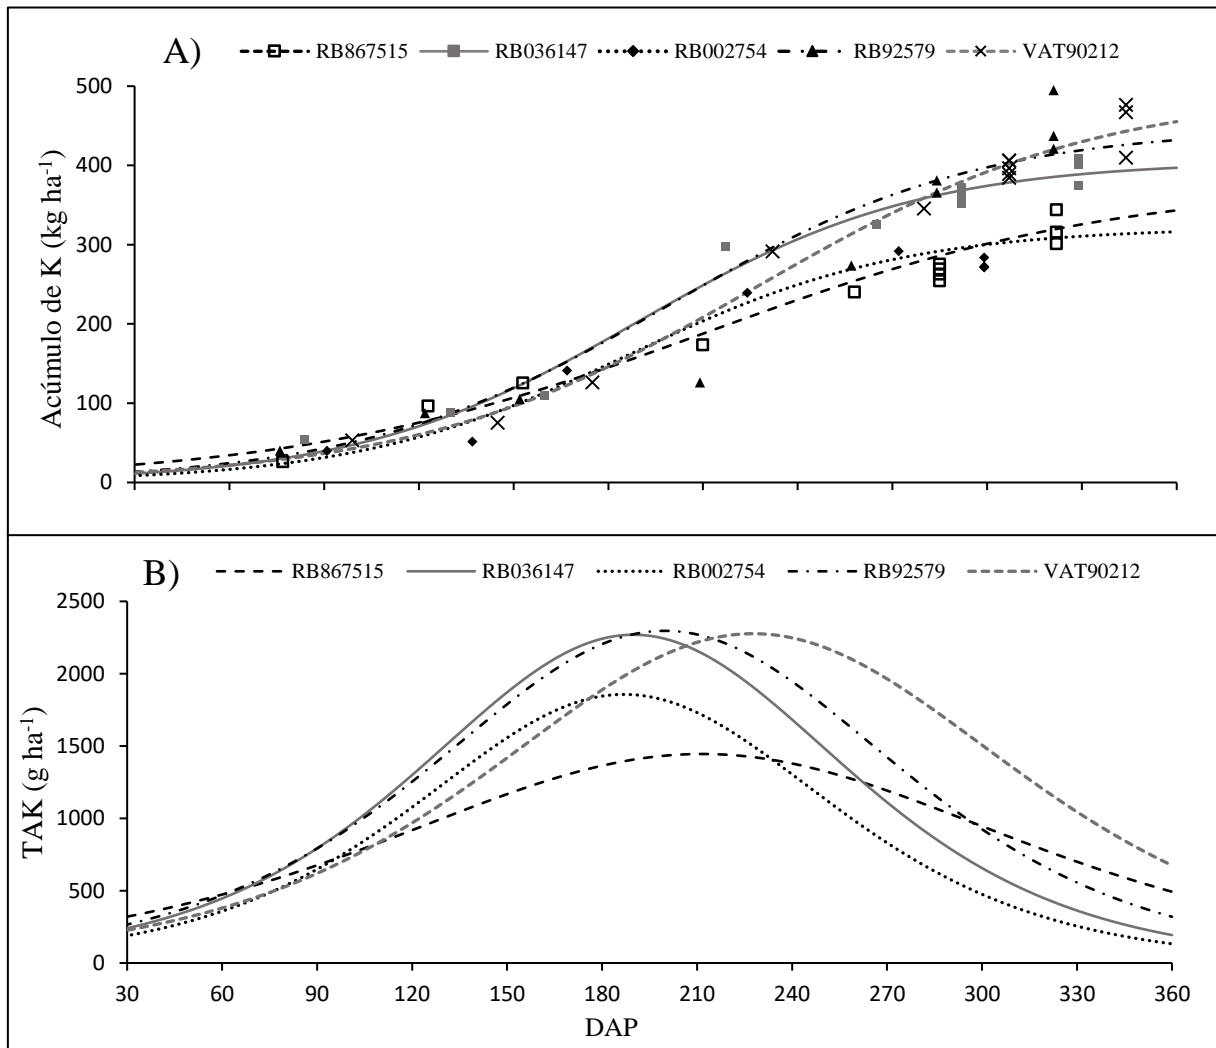 A)
RB867515 RB036147 RB002754 RB92579 VAT90212
500
400
300
200
100
0
Acúmulo de K (kg ha⁻¹)
B)
RB867515 RB036147 RB002754 RB92579 VAT90212
2500
2000
1500
1000
500
0
TAK (g ha⁻¹)
30 60 90 120 150 180 210 240 270 300 330 360
DAP